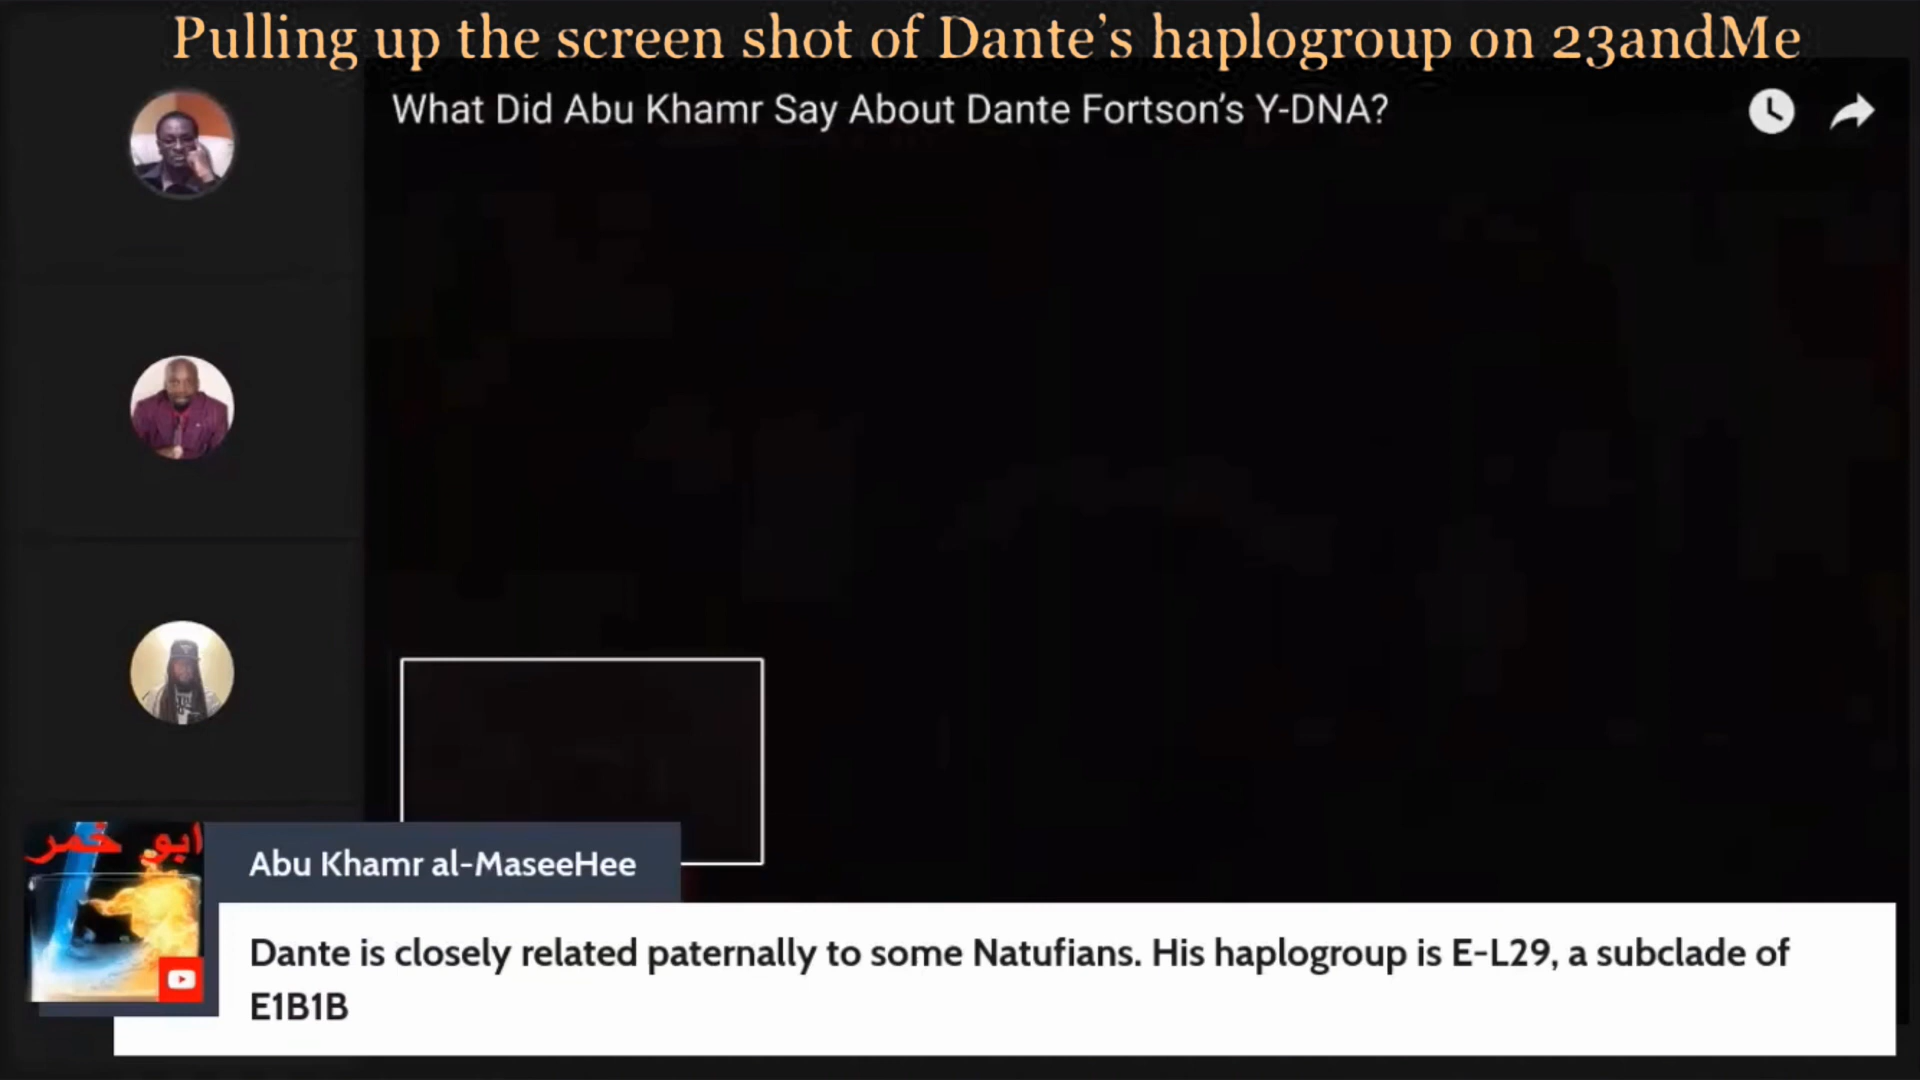 Pulling up the screen shot of Dante's haplogroup on 23andMe
What Did Abu Khamr Say About Dante Fortson's Y-DNA?
ابو خمر
Abu Khamr al-MaseeHee
Dante is closely related paternally to some Natufians. His haplogroup is E-L29, a subclade of
E1B1B